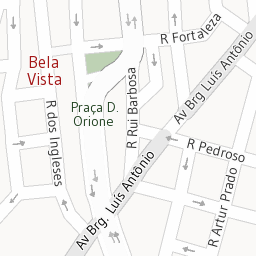 R Fortaleza
Bela
Vista
Av Brg Luís Antônio
R Rui Barbosa
Praça D.
Orione
R dos Ingleses
R Pedroso
Av Brg. Luís Antônio
R Artur Prado